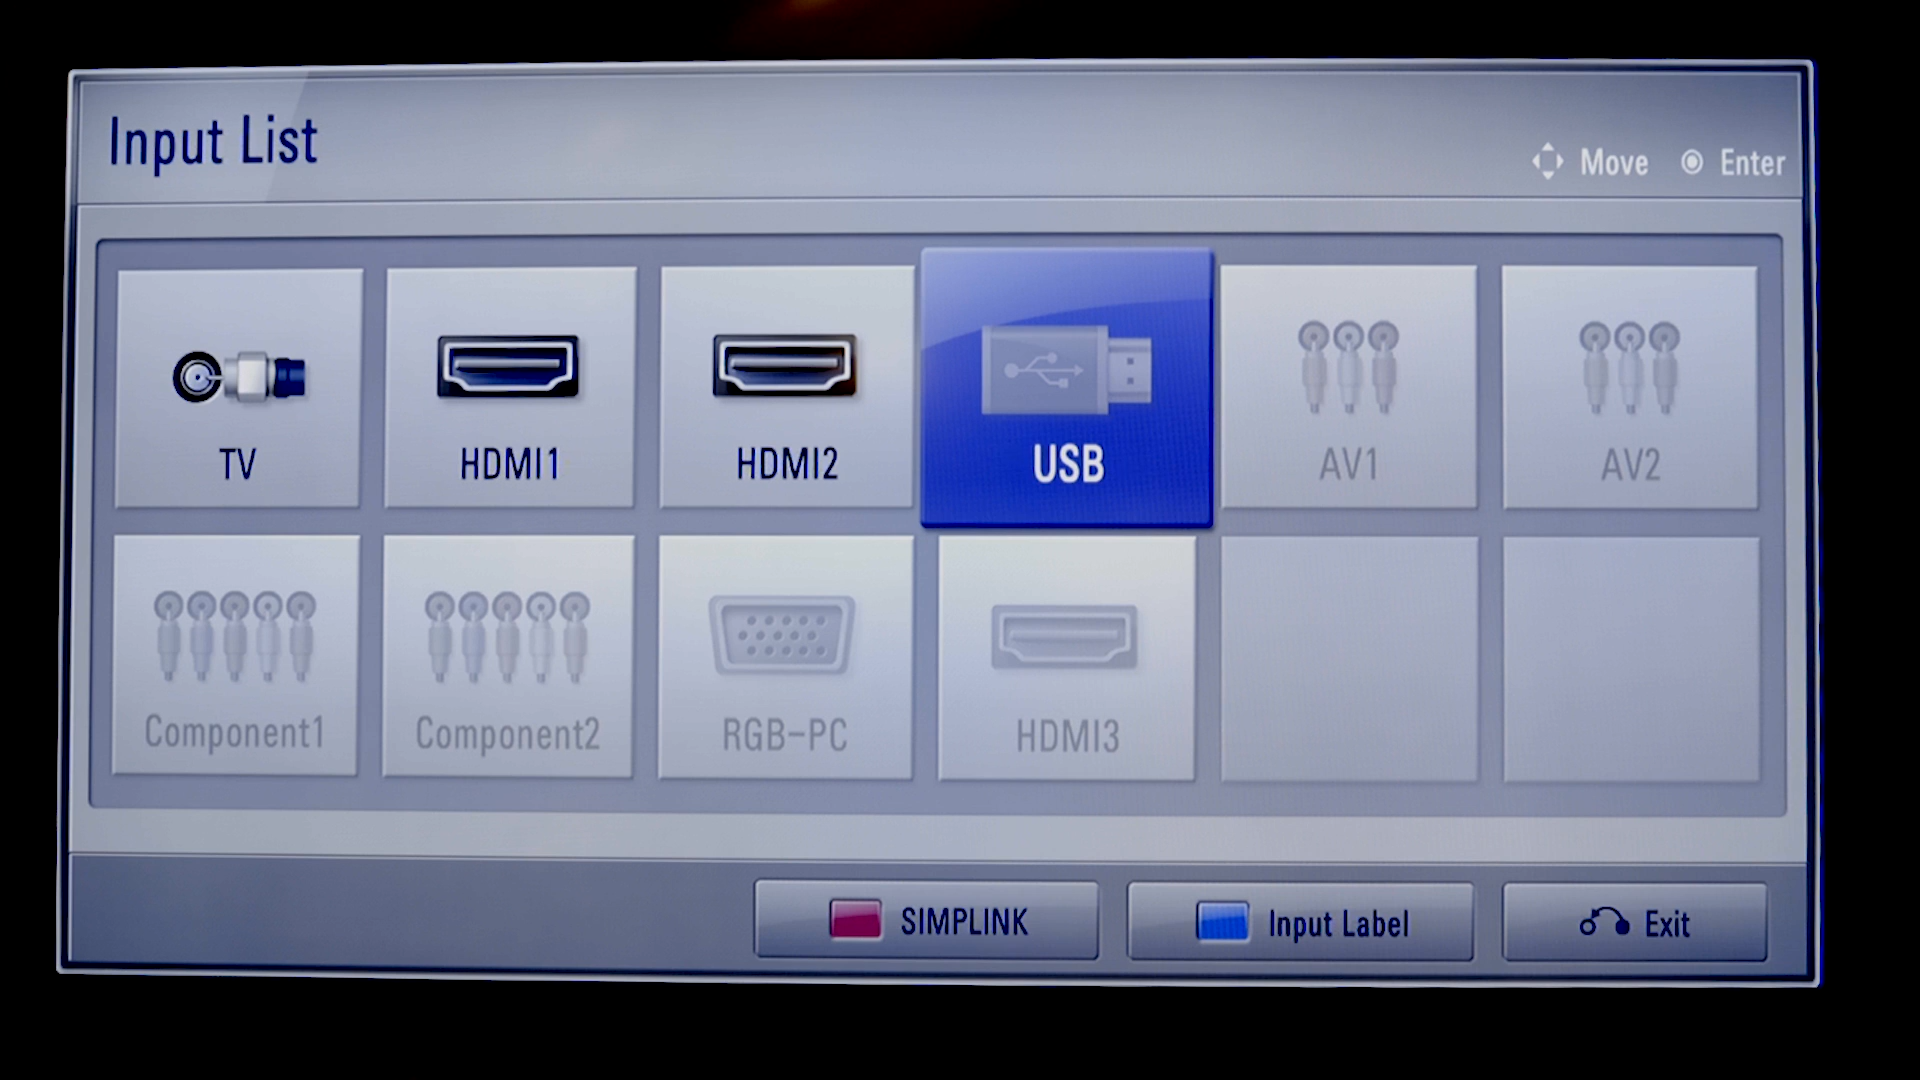 Input List
Move Enter
TV HDMI1 HDMI2 USB AV1 AV2
Component1 Component2 RGB-PC HDMI3
SIMPLINK Input Label Exit